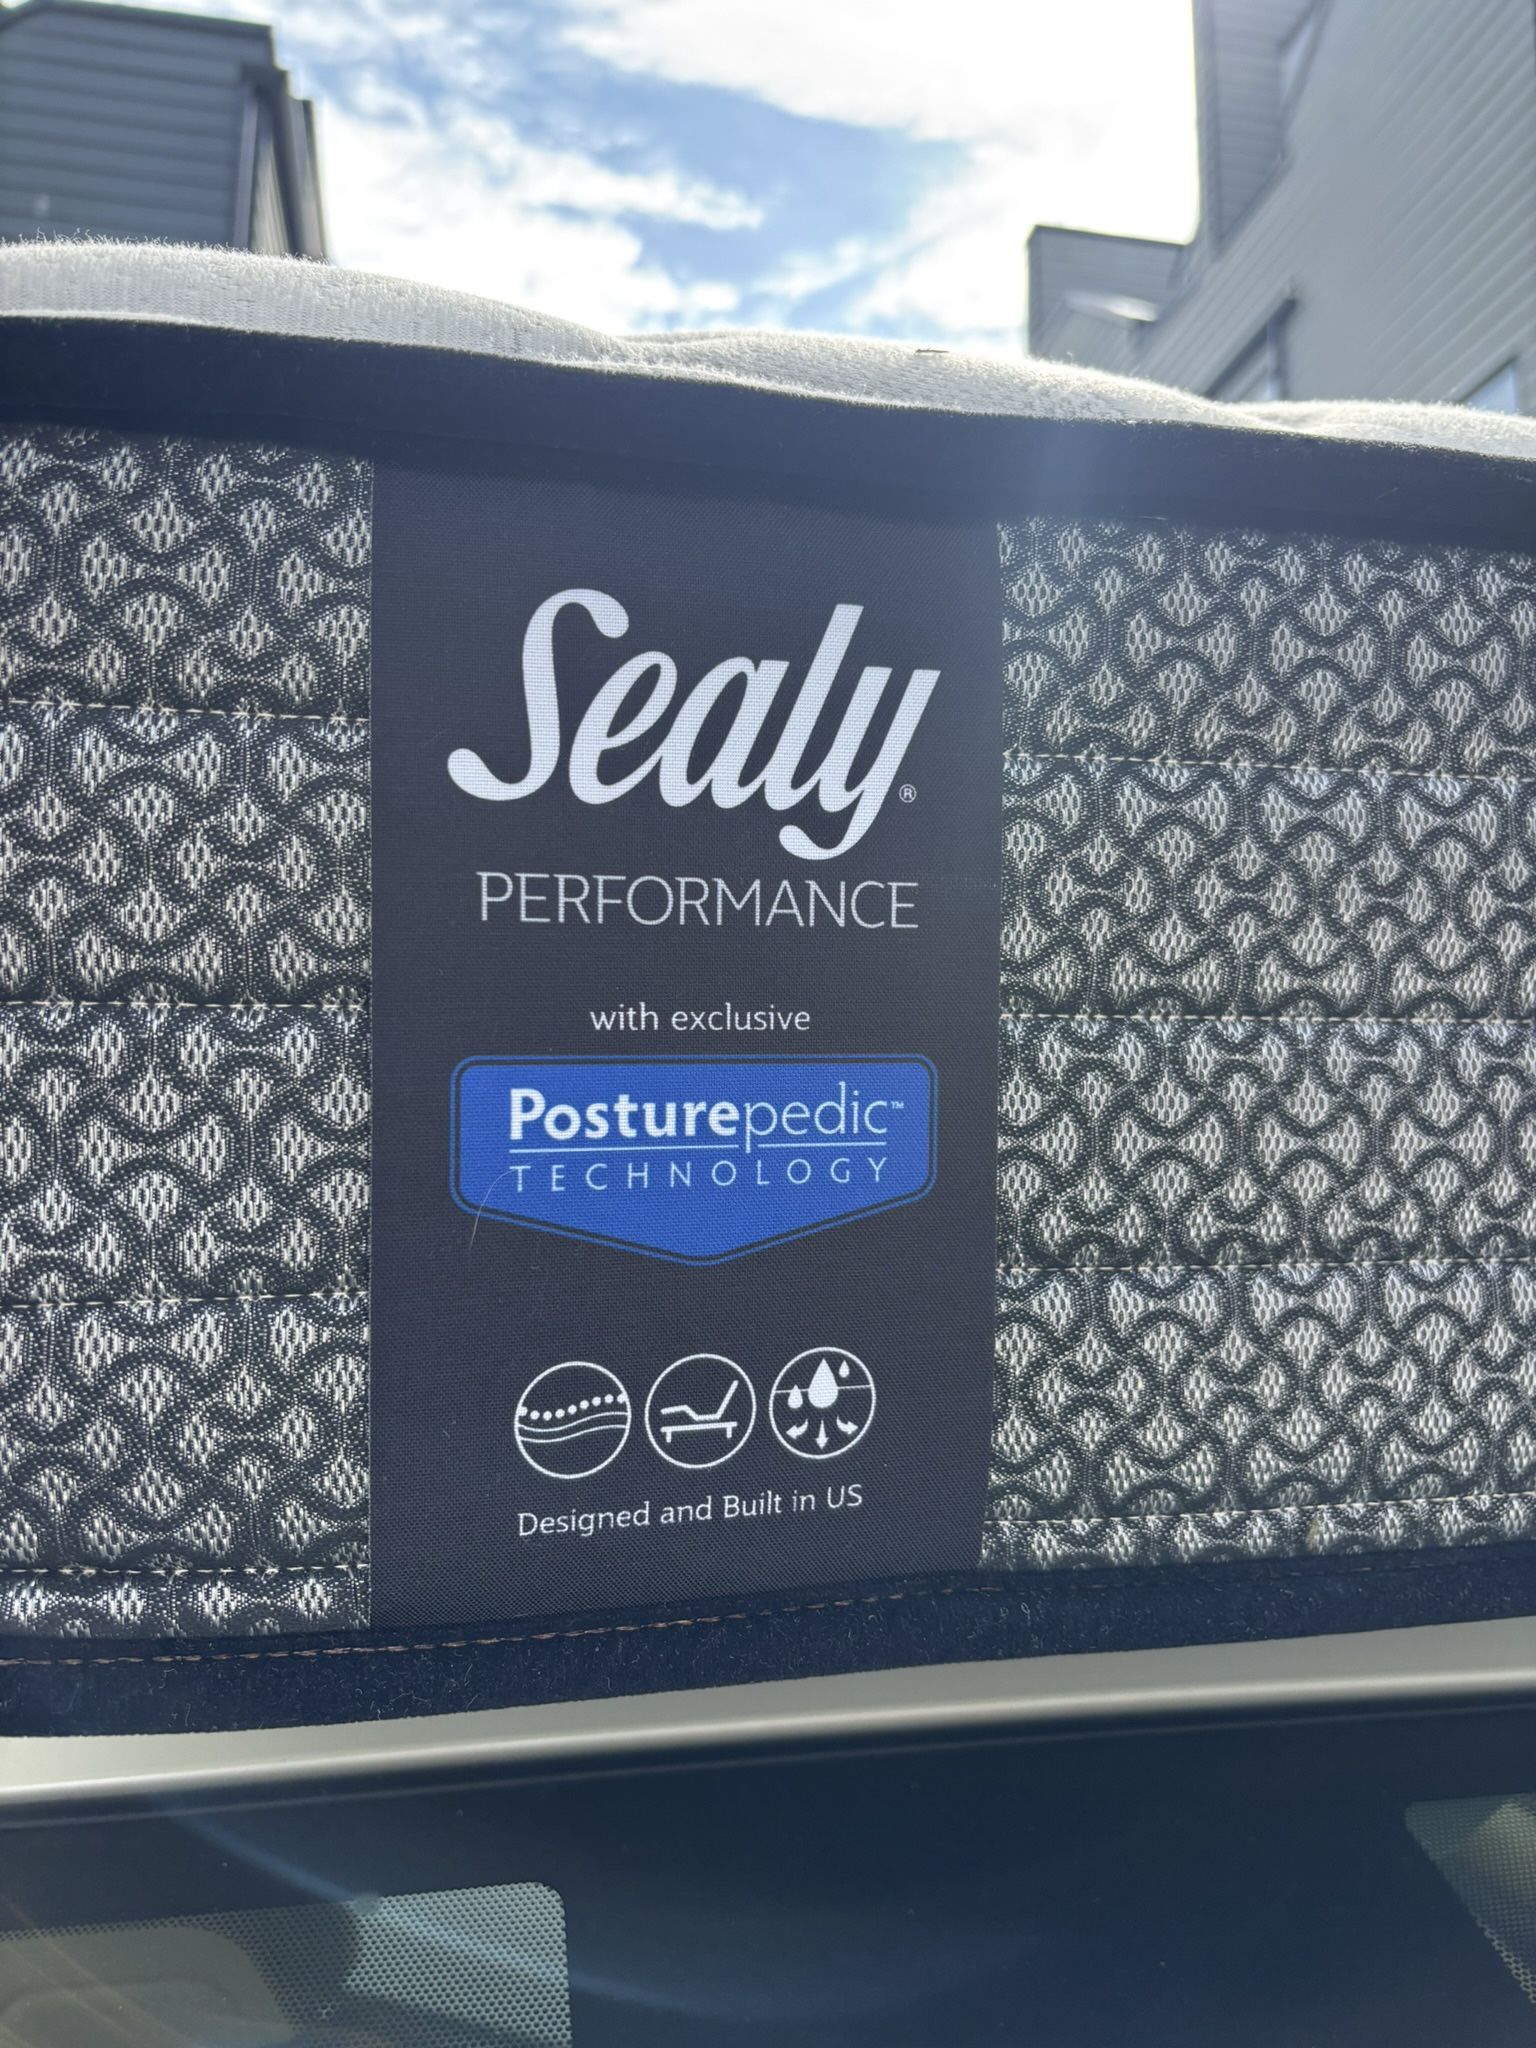 Sealy®
PERFORMANCE
with exclusive
Posturepedic™
TECHNOLOGY
Designed and Built in US